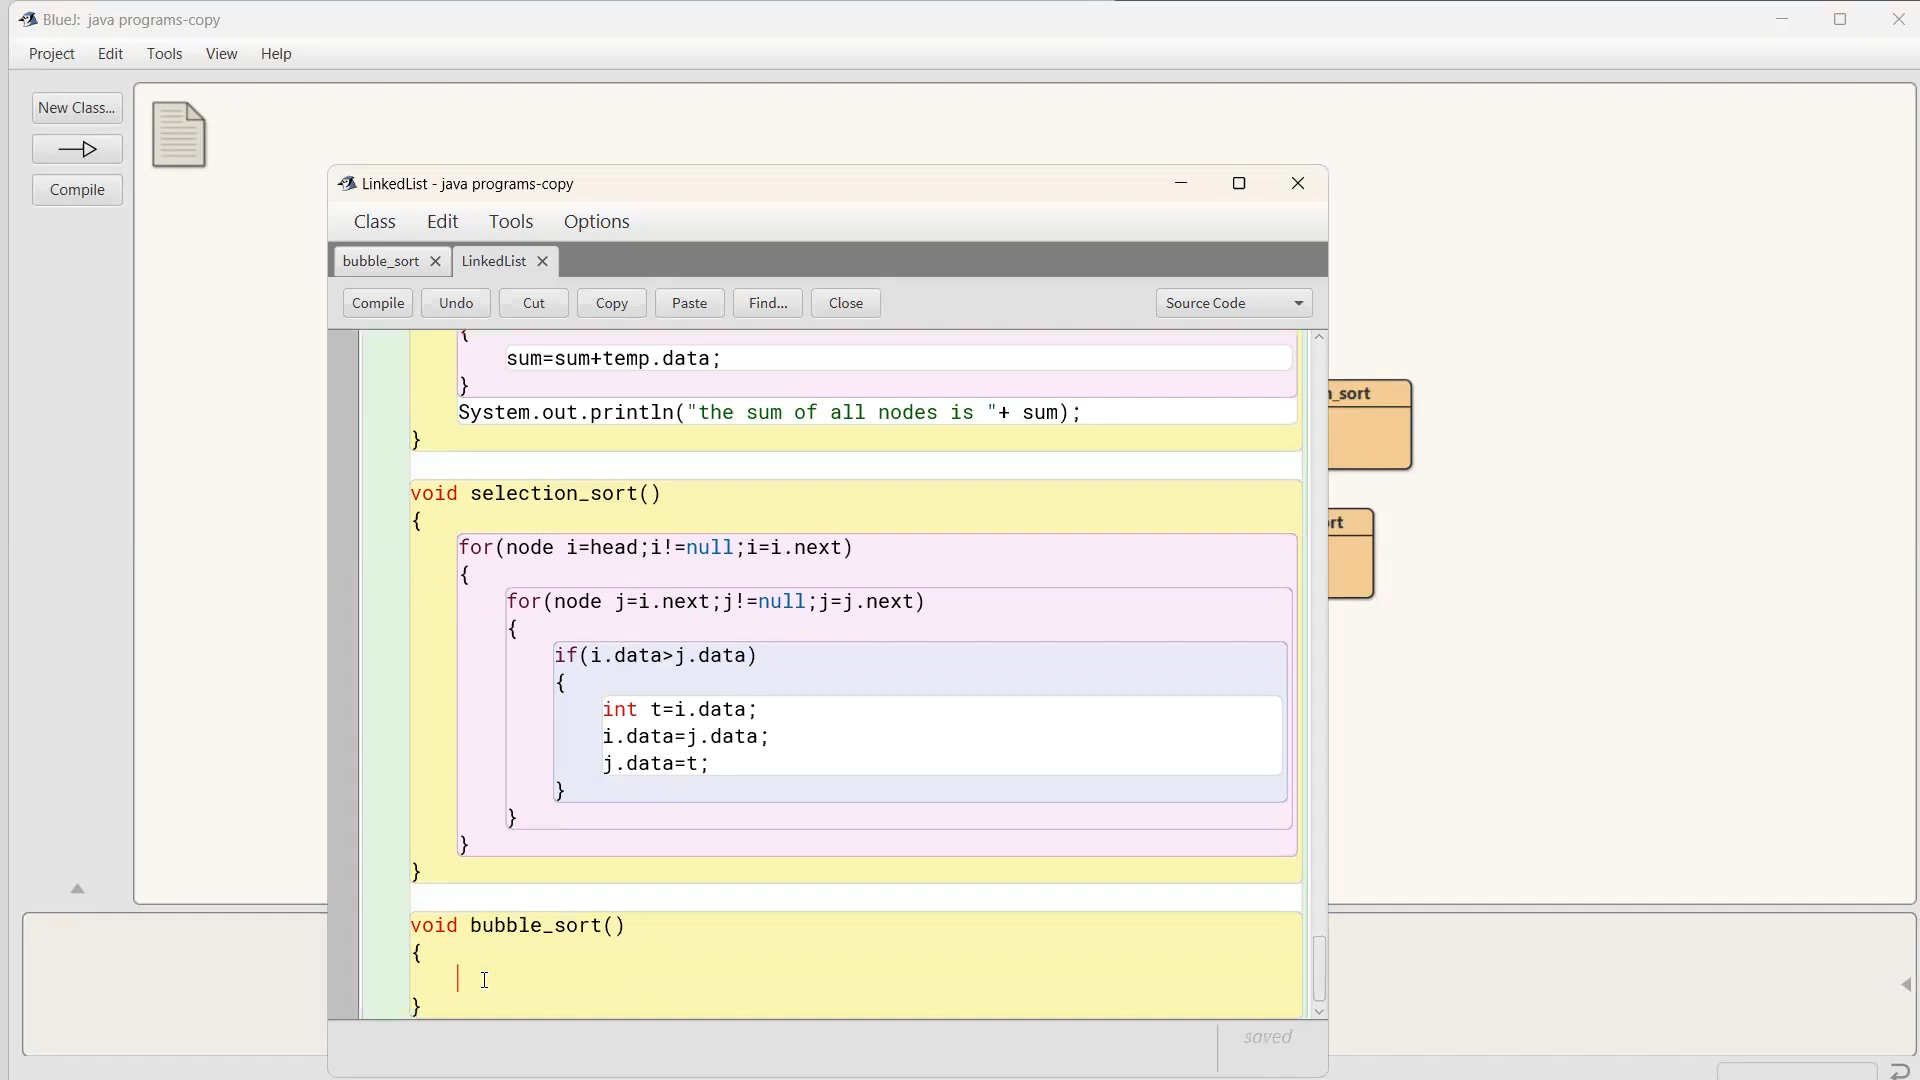 BlueJ: java programs-copy
Project Edit Tools View Help
New Class...
Compile
LinkedList - java programs-copy
Class Edit Tools Options
bubble_sort LinkedList
Compile Undo Cut Copy Paste Find... Close Source Code
{
sum=sum+temp.data;
}
System.out.println("the sum of all nodes is "+ sum);
}
void selection_sort()
{
for(node i=head;i!=null;i=i.next)
{
for(node j=i.next;j!=null;j=j.next)
{
if(i.data>j.data)
{
int t=i.data;
i.data=j.data;
j.data=t;
}
}
}
}
void bubble_sort()
{
}
saved
n_sort
rt